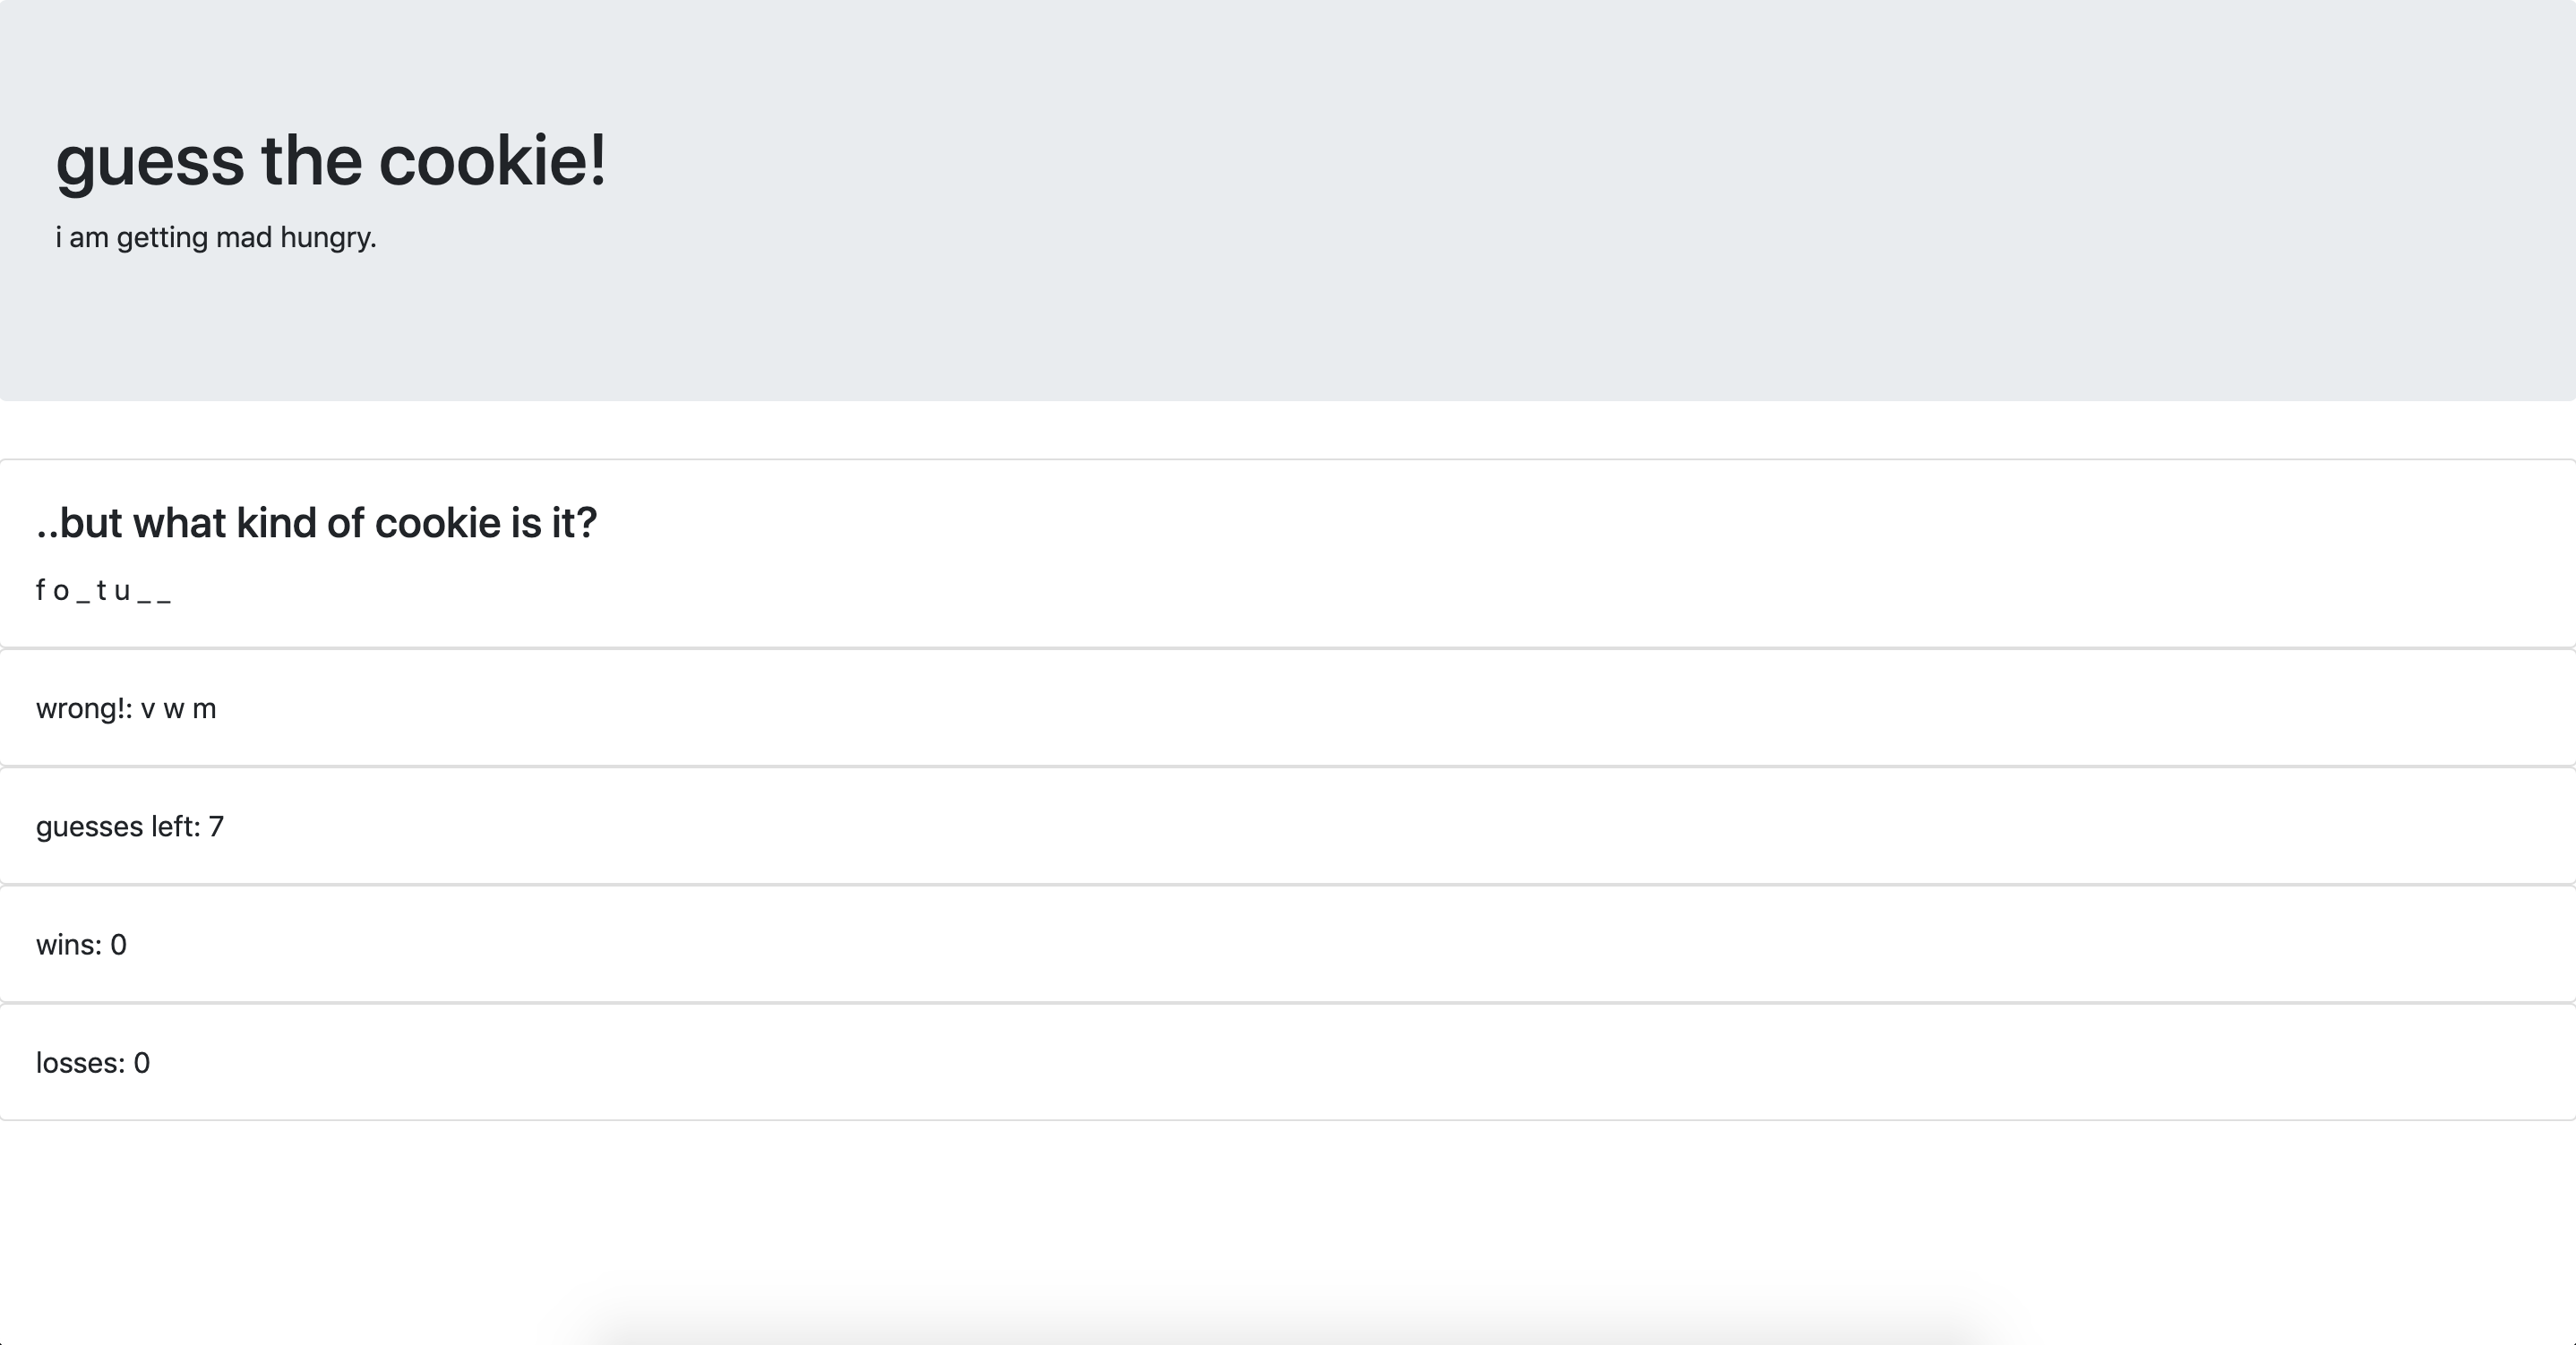 guess the cookie!
i am getting mad hungry.
..but what kind of cookie is it?
f o _ t u _ _
wrong!: v w m
guesses left: 7
wins: 0
losses: 0